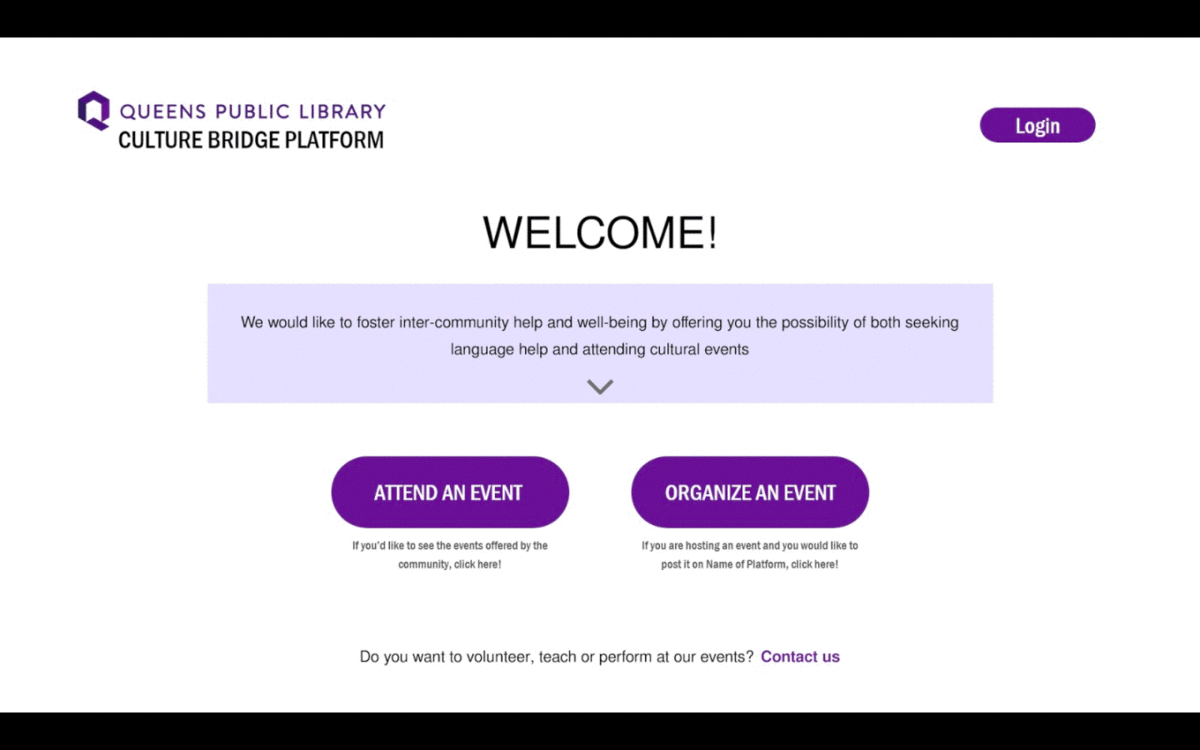 QUEENS PUBLIC LIBRARY
CULTURE BRIDGE PLATFORM
Login
WELCOME!
We would like to foster inter-community help and well-being by offering you the possibility of both seeking
language help and attending cultural events
ATTEND AN EVENT
ORGANIZE AN EVENT
If you'd like to see the events offered by the
community, click here!
If you are hosting an event and you would like to
post it on Name of Platform, click here!
Do you want to volunteer, teach or perform at our events? Contact us